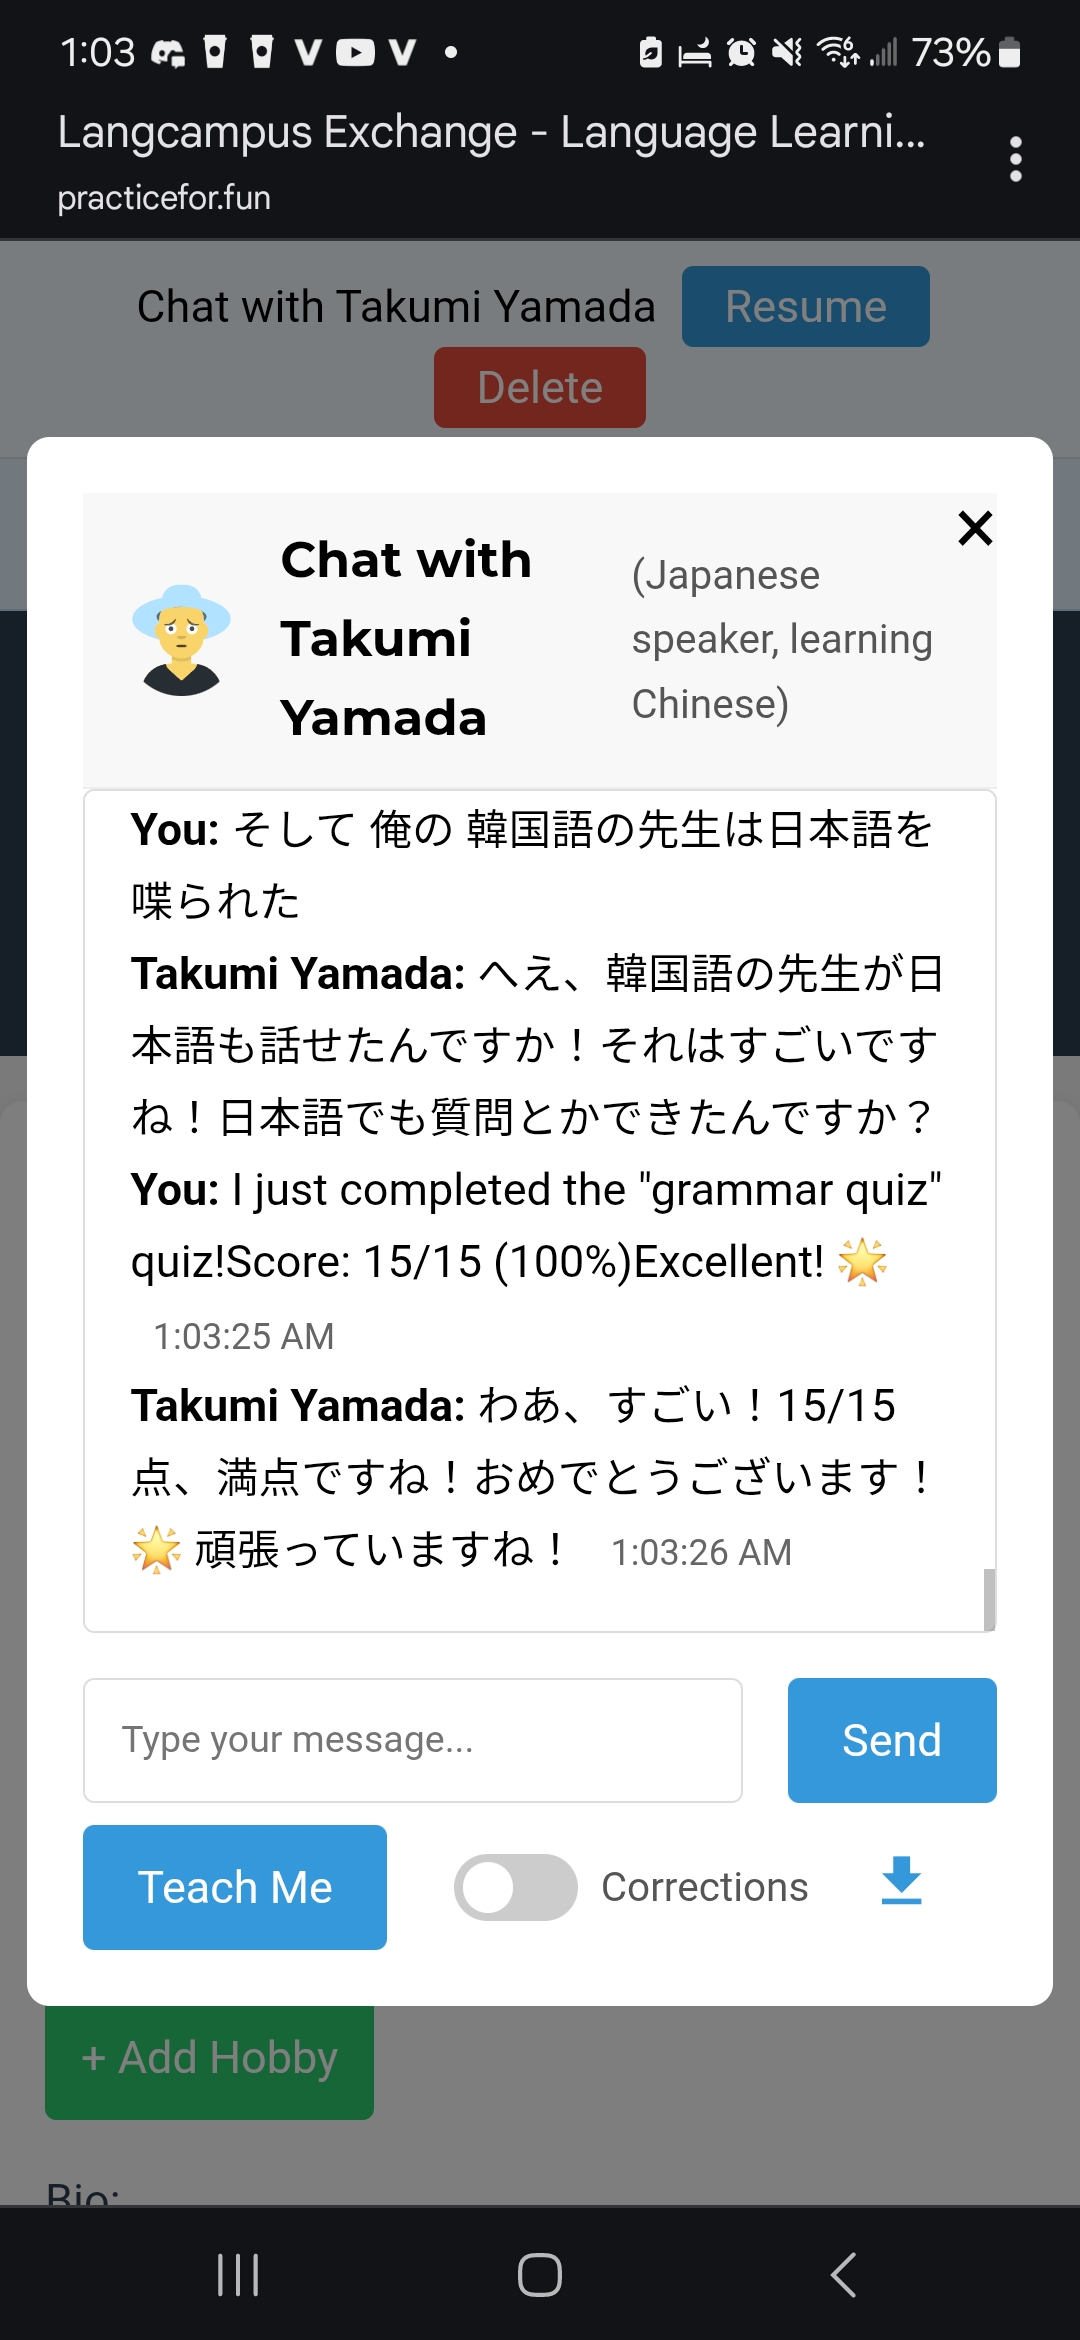 1:03
73%
Langcampus Exchange - Language Learni...
practicefor.fun
Chat with Takumi Yamada
Resume
Delete
Chat with
Takumi
Yamada
(Japanese
speaker, learning
Chinese)
You: そして 俺の 韓国語の先生は日本語を
喋られた
Takumi Yamada: へえ、韓国語の先生が日
本語も話せたんですか！それはすごいです
ね！日本語でも質問とかできたんですか？
You: I just completed the "grammar quiz"
quiz!Score: 15/15 (100%)Excellent! 🌟
1:03:25 AM
Takumi Yamada: わあ、すごい！15/15
点、満点ですね！おめでとうございます！
🌟 頑張っていますね！ 1:03:26 AM
Type your message...
Send
Teach Me
Corrections
+ Add Hobby
Bio: